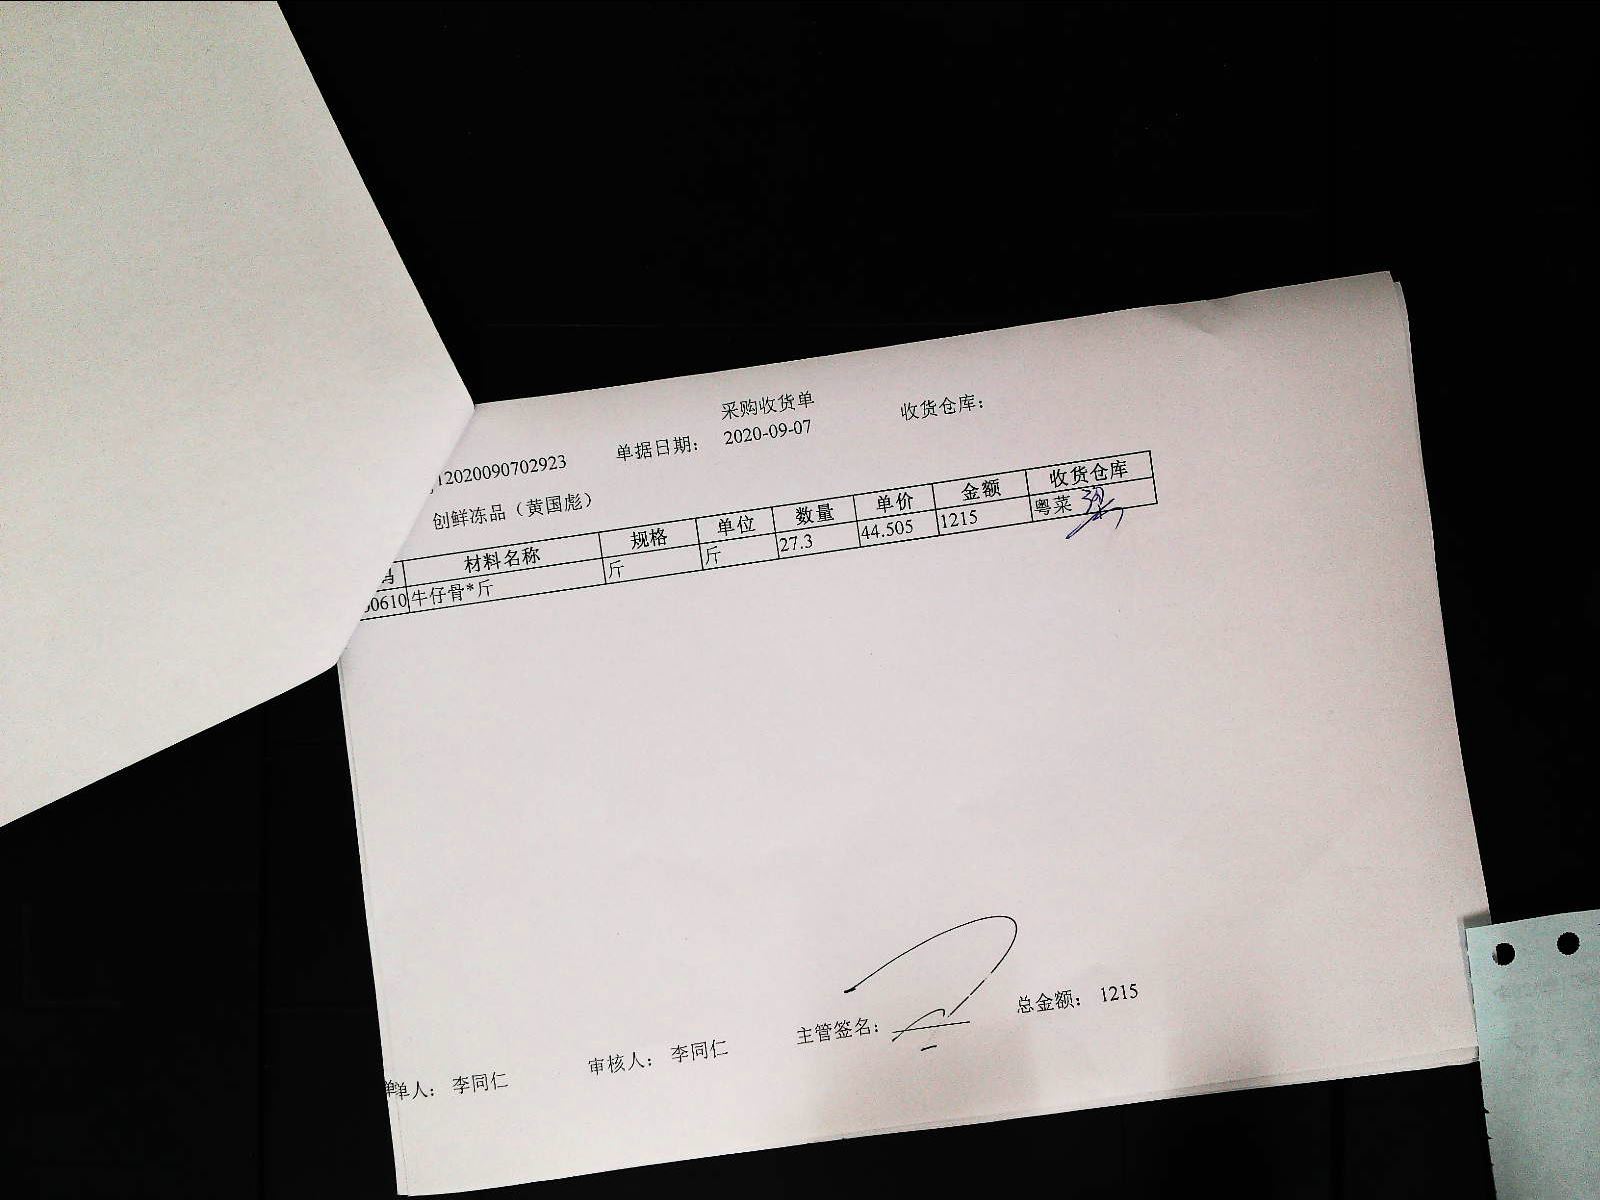 采购收货单
12020090702923 单据日期： 2020-09-07 收货仓库：
创鲜冻品（黄国彪）
码 材料名称 规格 单位 数量 单价 金额 收货仓库
0610 牛仔骨*斤 斤 斤 27.3 44.505 1215 粤菜
单人： 李同仁 审核人： 李同仁 主管签名： 总金额： 1215